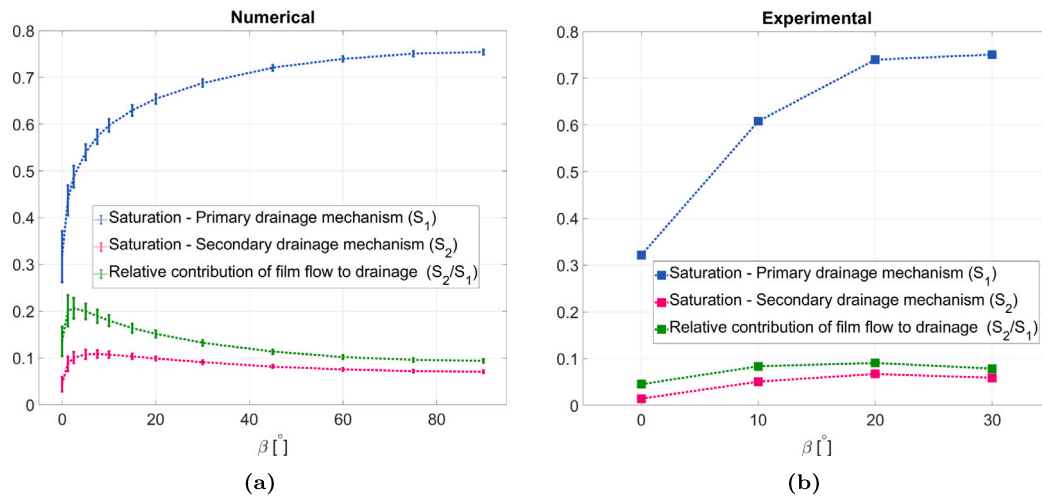 Numerical
0.8
0.7
0.6
0.5
0.4
0.3
0.2
0.1
0
Saturation - Primary drainage mechanism (S₁)
Saturation - Secondary drainage mechanism (S₂)
Relative contribution of film flow to drainage (S₂/S₁)
0 20 40 60 80
β [°]
(a)
Experimental
0.8
0.7
0.6
0.5
0.4
0.3
0.2
0.1
0
Saturation - Primary drainage mechanism (S₁)
Saturation - Secondary drainage mechanism (S₂)
Relative contribution of film flow to drainage (S₂/S₁)
0 10 20 30
β [°]
(b)